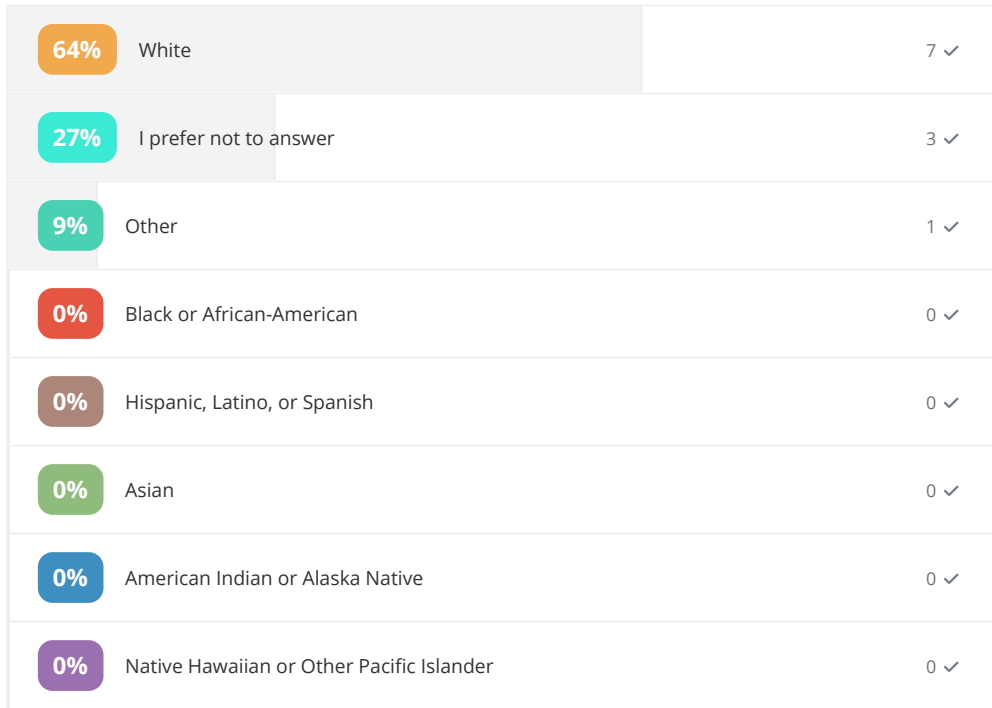 64% White 7
27% I prefer not to answer 3
9% Other 1
0% Black or African-American 0
0% Hispanic, Latino, or Spanish 0
0% Asian 0
0% American Indian or Alaska Native 0
0% Native Hawaiian or Other Pacific Islander 0